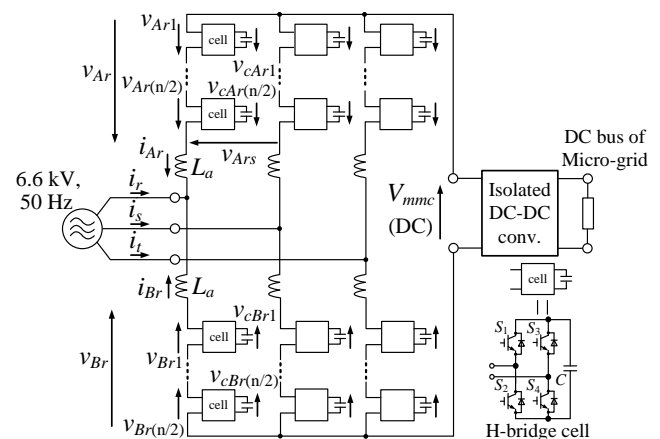 v_Ar1
cell
v_Ar
v_cAr1
v_Ar(n/2)
v_cAr(n/2)
cell
i_Ar
v_Ars
L_a
6.6 kV,
50 Hz
i_r
i_s
i_t
V_mmc
(DC)
Isolated
DC-DC
conv.
DC bus of
Micro-grid
i_Br
L_a
v_cBr1
v_Br
v_Br1
cell
v_cBr(n/2)
cell
v_Br(n/2)
cell
S_1
S_3
S_2
S_4
C
H-bridge cell